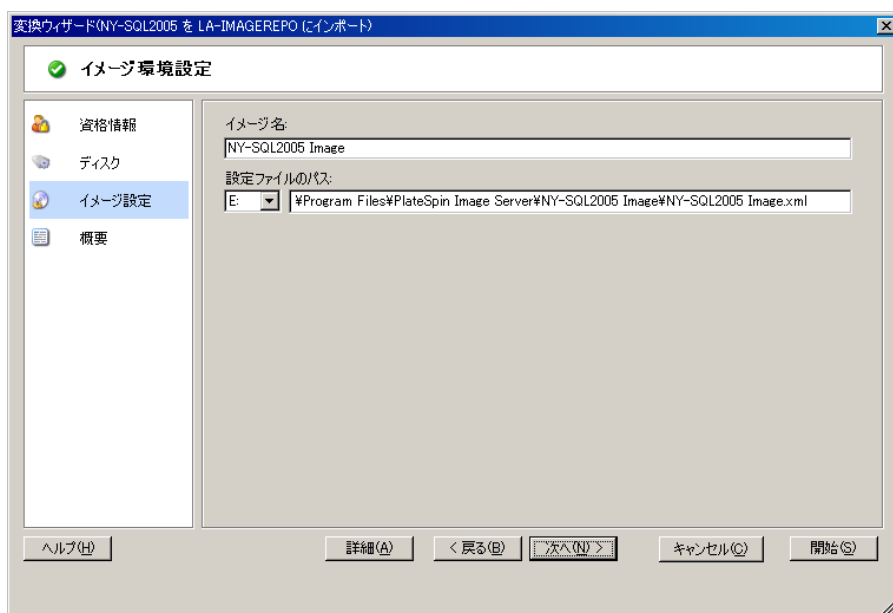 変換ウィザード(NY-SQL2005 を LA-IMAGEREPO にインポート)
イメージ環境設定
資格情報
ディスク
イメージ設定
概要
イメージ名:
NY-SQL2005 Image
設定ファイルのパス:
E: ¥Program Files¥PlateSpin Image Server¥NY-SQL2005 Image¥NY-SQL2005 Image.xml
ヘルプ(H) 詳細(A) < 戻る(B) 次へ(N) > キャンセル(C) 開始(S)